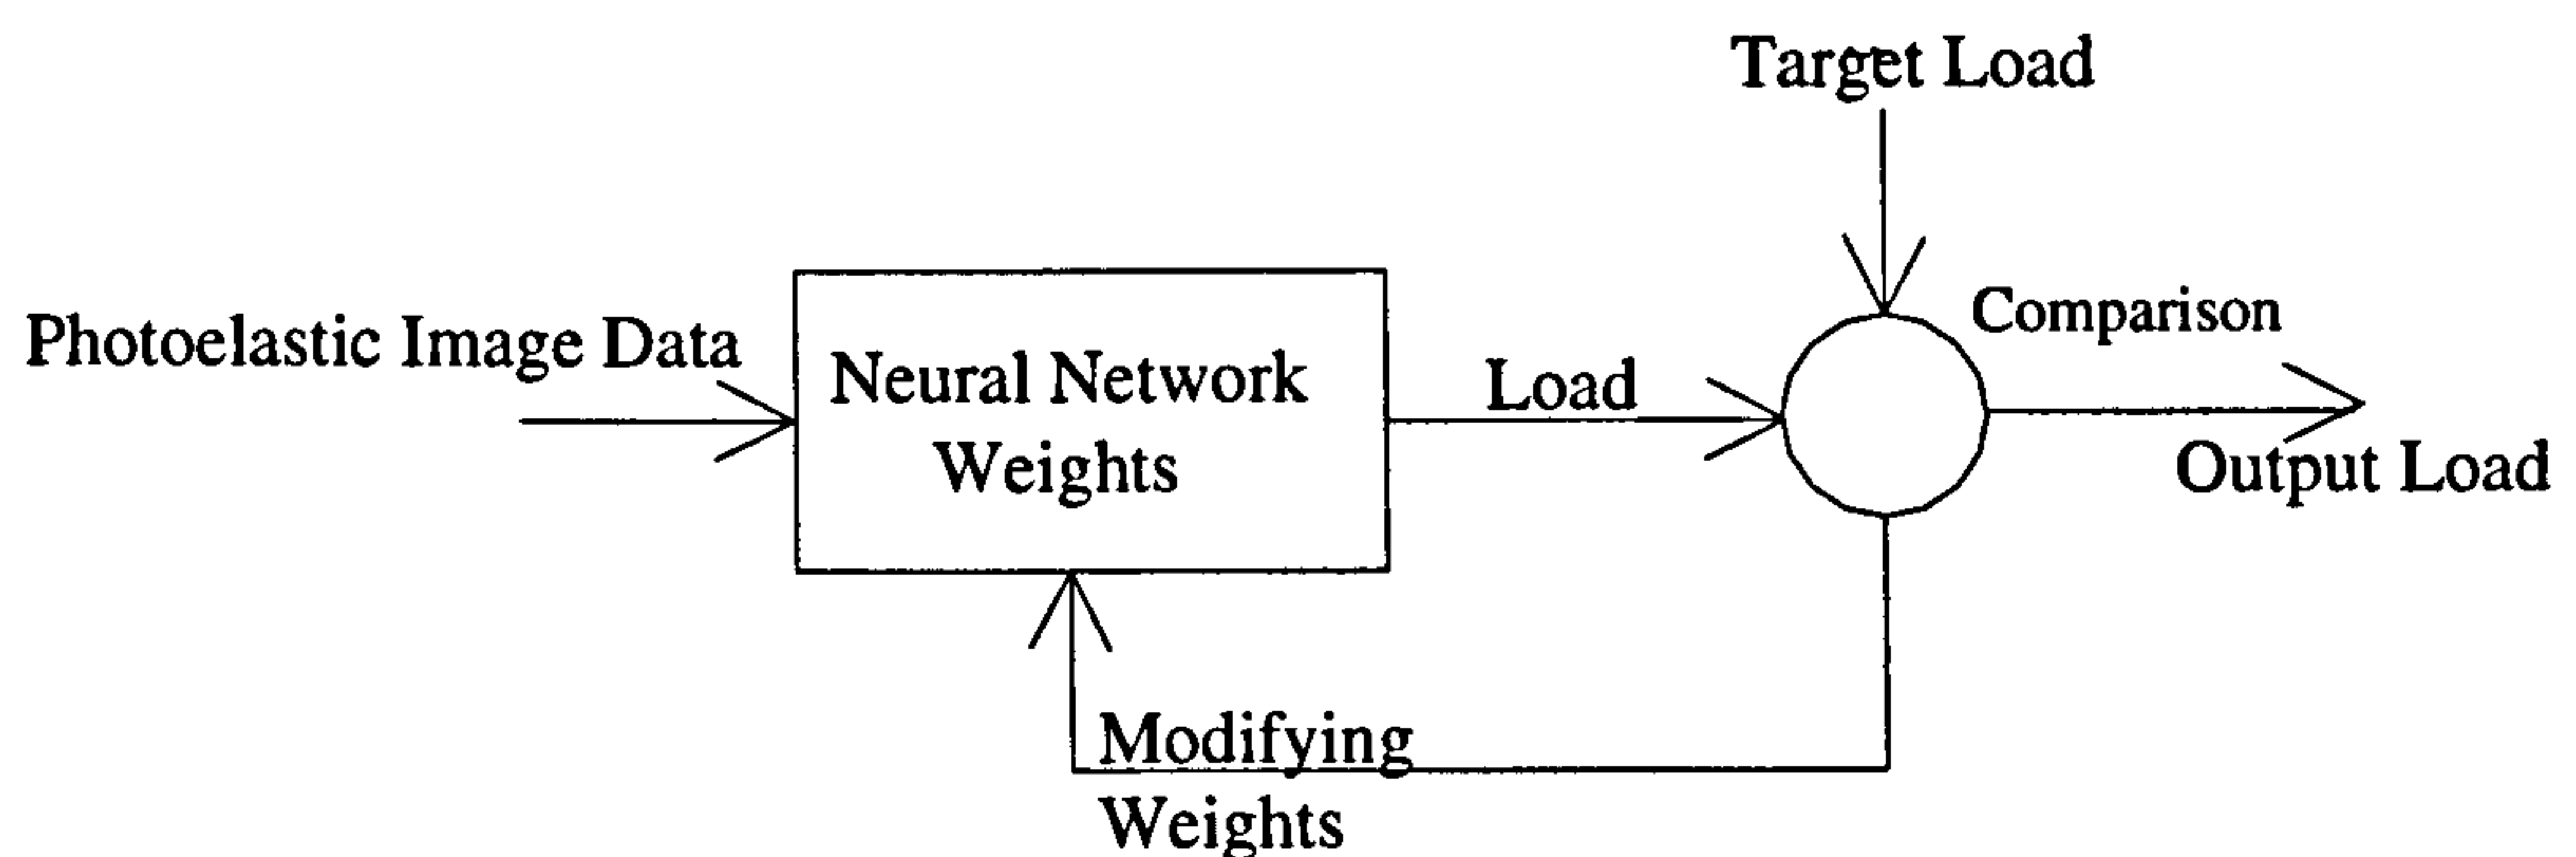 Target Load
Comparison
Photoelastic Image Data
Neural Network
Weights
Load
Output Load
Modifying
Weights